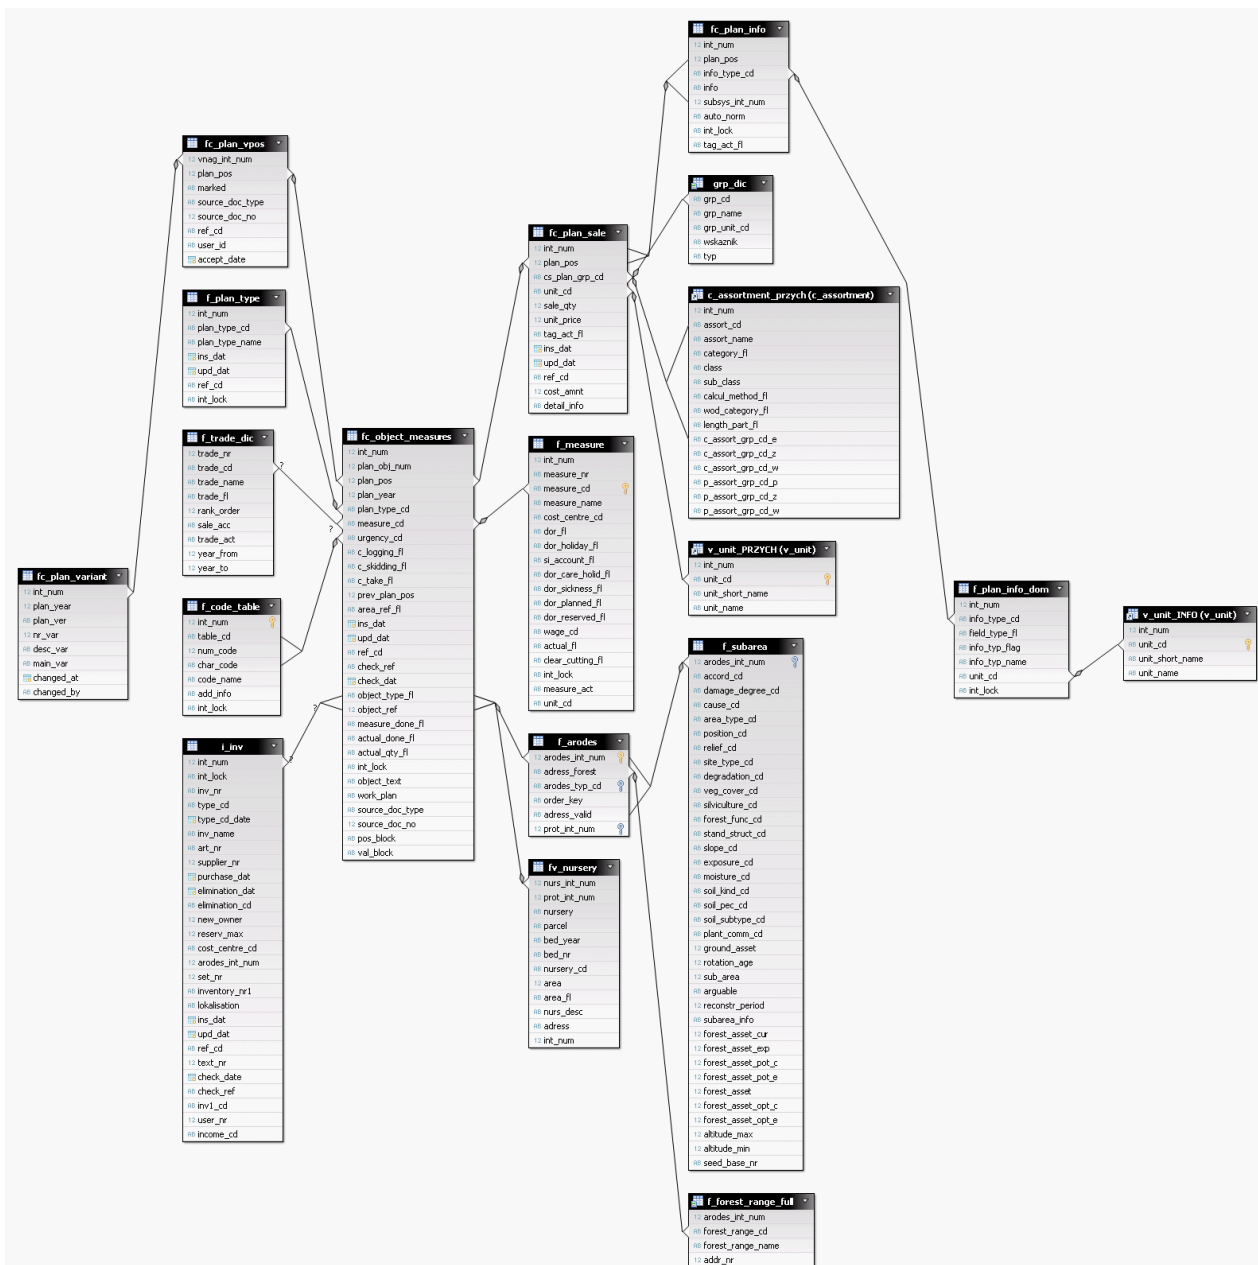 fc_plan_info
int_num
plan_pos
info_type_cd
info
subsys_int_num
auto_norm
int_lock
tag_act_fl
fc_plan_vpos
vnag_int_num
plan_pos
marked
source_doc_type
source_doc_no
ref_cd
user_id
accept_date
grp_dic
grp_cd
grp_name
grp_unit_cd
wskaznik
typ
fc_plan_sale
int_num
plan_pos
cs_plan_grp_cd
unit_cd
sale_qty
unit_price
tag_act_fl
ins_dat
upd_dat
ref_cd
cost_amnt
detail_info
f_plan_type
int_num
plan_type_cd
plan_type_name
ins_dat
upd_dat
ref_cd
int_lock
c_assortment_przych (c_assortment)
int_num
assort_cd
assort_name
category_fl
class
sub_class
calcul_method_fl
wod_category_fl
length_part_fl
c_assort_grp_cd_e
c_assort_grp_cd_z
c_assort_grp_cd_w
p_assort_grp_cd_p
p_assort_grp_cd_z
p_assort_grp_cd_w
f_trade_dic
trade_nr
trade_cd
trade_name
trade_fl
rank_order
sale_acc
trade_act
year_from
year_to
?
?
fc_object_measures
int_num
plan_obj_num
plan_pos
plan_year
plan_type_cd
measure_cd
urgency_cd
c_logging_fl
c_skidding_fl
c_take_fl
prev_plan_pos
area_ref_fl
ins_dat
upd_dat
ref_cd
check_ref
check_dat
object_type_fl
object_ref
measure_done_fl
actual_done_fl
actual_qty_fl
int_lock
object_text
work_plan
source_doc_type
source_doc_no
pos_block
val_block
f_measure
int_num
measure_nr
measure_cd
measure_name
cost_centre_cd
dor_fl
dor_holiday_fl
si_account_fl
dor_care_holid_fl
dor_sickness_fl
dor_planned_fl
dor_reserved_fl
wage_cd
actual_fl
clear_cutting_fl
int_lock
measure_act
unit_cd
v_unit_PRZYCH (v_unit)
int_num
unit_cd
unit_short_name
unit_name
fc_plan_variant
int_num
plan_year
plan_ver
nr_var
desc_var
main_var
changed_at
changed_by
f_code_table
int_num
table_cd
num_code
char_code
code_name
add_info
int_lock
f_plan_info_dom
int_num
info_type_cd
field_type_fl
info_typ_flag
info_typ_name
unit_cd
int_lock
v_unit_INFO (v_unit)
int_num
unit_cd
unit_short_name
unit_name
f_subarea
arodes_int_num
accord_cd
damage_degree_cd
cause_cd
area_type_cd
position_cd
relief_cd
site_type_cd
degradation_cd
veg_cover_cd
silviculture_cd
forest_func_cd
stand_struct_cd
slope_cd
exposure_cd
moisture_cd
soil_kind_cd
soil_pec_cd
soil_subtype_cd
plant_comm_cd
ground_asset
rotation_age
sub_area
arguable
reconstr_period
subarea_info
forest_asset_cur
forest_asset_exp
forest_asset_pot_c
forest_asset_pot_e
forest_asset
forest_asset_opt_c
forest_asset_opt_e
altitude_max
altitude_min
seed_base_nr
?
?
i_inv
int_num
int_lock
inv_nr
type_cd
type_cd_date
inv_name
art_nr
supplier_nr
purchase_dat
elimination_dat
elimination_cd
new_owner
reserv_max
cost_centre_cd
arodes_int_num
set_nr
inventory_nr1
lokalisation
ins_dat
upd_dat
ref_cd
text_nr
check_date
check_ref
inv1_cd
user_nr
income_cd
f_arodes
arodes_int_num
adress_forest
arodes_typ_cd
order_key
adress_valid
prot_int_num
fv_nursery
nurs_int_num
prot_int_num
nursery
parcel
bed_year
bed_nr
nursery_cd
area
area_fl
nurs_desc
adress
int_num
f_forest_range_full
arodes_int_num
forest_range_cd
forest_range_name
addr_nr